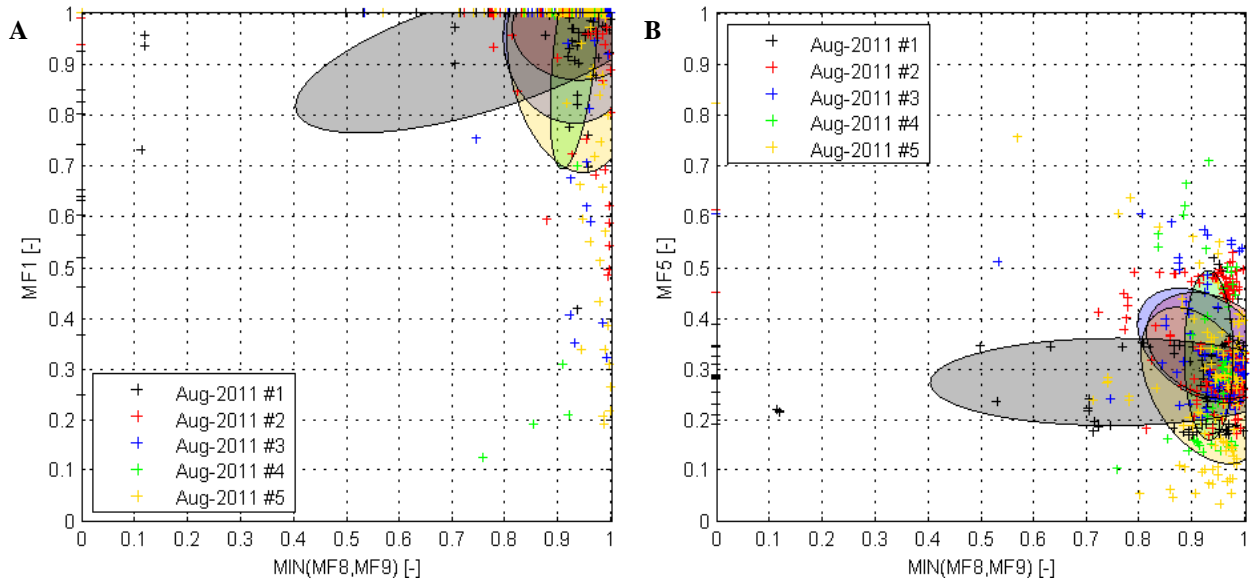 A
B
1
0.9
0.8
0.7
0.6
0.5
0.4
0.3
0.2
0.1
0
MF1 [-]
Aug-2011 #1
Aug-2011 #2
Aug-2011 #3
Aug-2011 #4
Aug-2011 #5
0 0.1 0.2 0.3 0.4 0.5 0.6 0.7 0.8 0.9 1
MIN(MF8,MF9) [-]
1
0.9
0.8
0.7
0.6
0.5
0.4
0.3
0.2
0.1
0
MF5 [-]
Aug-2011 #1
Aug-2011 #2
Aug-2011 #3
Aug-2011 #4
Aug-2011 #5
0 0.1 0.2 0.3 0.4 0.5 0.6 0.7 0.8 0.9 1
MIN(MF8,MF9) [-]